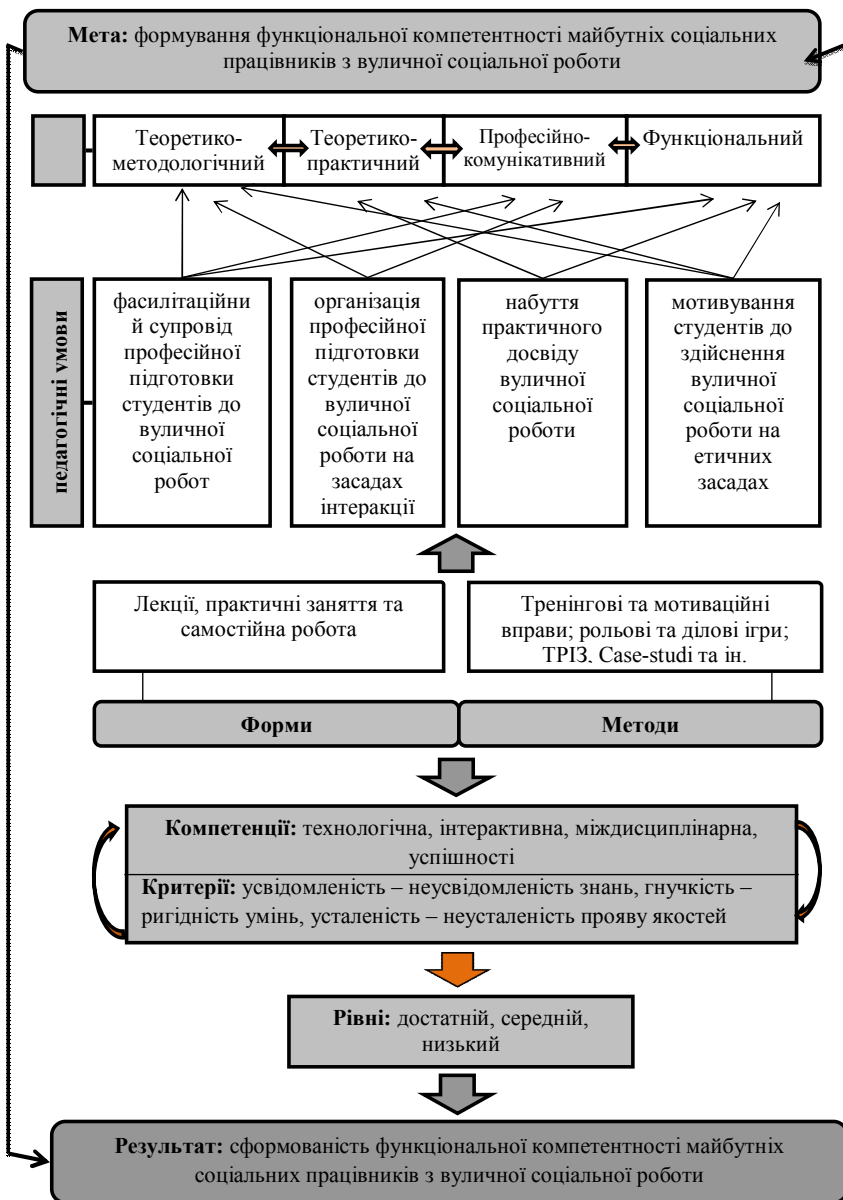 Мета: формування функціональної компетентності майбутніх соціальних
працівників з вуличної соціальної роботи
Теоретико-
методологічний
Теоретико-
практичний
Професійно-
комунікативний
Функціональний
педагогічні умови
фасилітаційни
й супровід
професійної
підготовки
студентів до
вуличної
соціальної
робот
організація
професійної
підготовки
студентів до
вуличної
соціальної
роботи на
засадах
інтеракції
набуття
практичного
досвіду
вуличної
соціальної
роботи
мотивування
студентів до
здійснення
вуличної
соціальної
роботи на
етичних
засадах
Лекції, практичні заняття та
самостійна робота
Тренінгові та мотиваційні
вправи; рольові та ділові ігри;
ТРІЗ, Case-studi та ін.
Форми
Методи
Компетенції: технологічна, інтерактивна, міждисциплінарна,
успішності
Критерії: усвідомленість – неусвідомленість знань, гнучкість –
ригідність умінь, усталеність – неусталеність прояву якостей
Рівні: достатній, середній,
низький
Результат: сформованість функціональної компетентності майбутніх
соціальних працівників з вуличної соціальної роботи